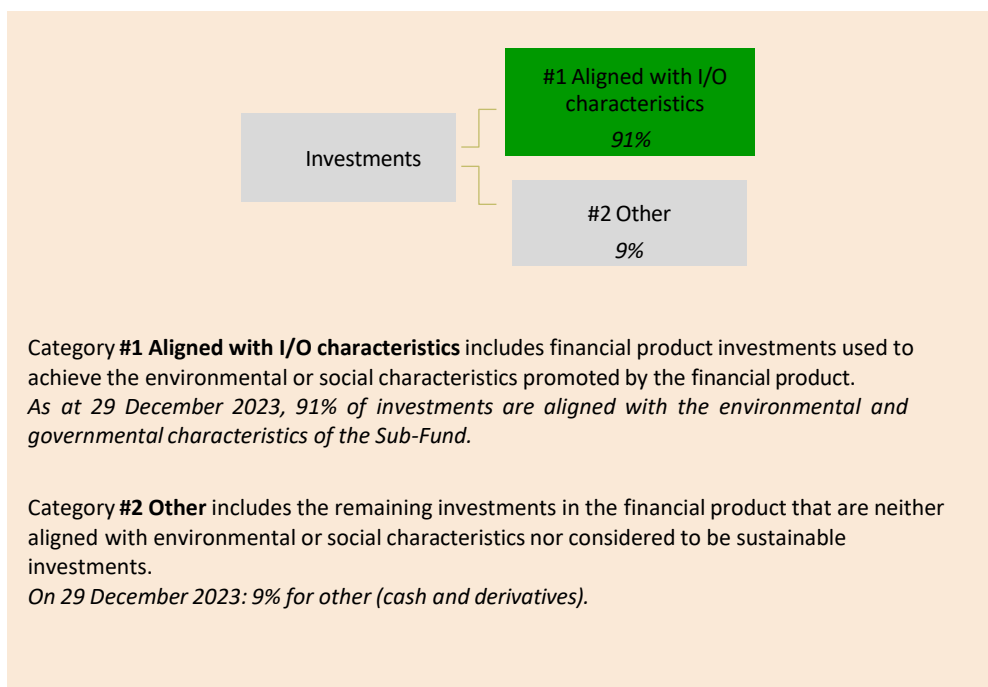 #1 Aligned with I/O
characteristics
91%
Investments
#2 Other
9%
Category #1 Aligned with I/O characteristics includes financial product investments used to
achieve the environmental or social characteristics promoted by the financial product.
As at 29 December 2023, 91% of investments are aligned with the environmental and
governmental characteristics of the Sub-Fund.
Category #2 Other includes the remaining investments in the financial product that are neither
aligned with environmental or social characteristics nor considered to be sustainable
investments.
On 29 December 2023: 9% for other (cash and derivatives).